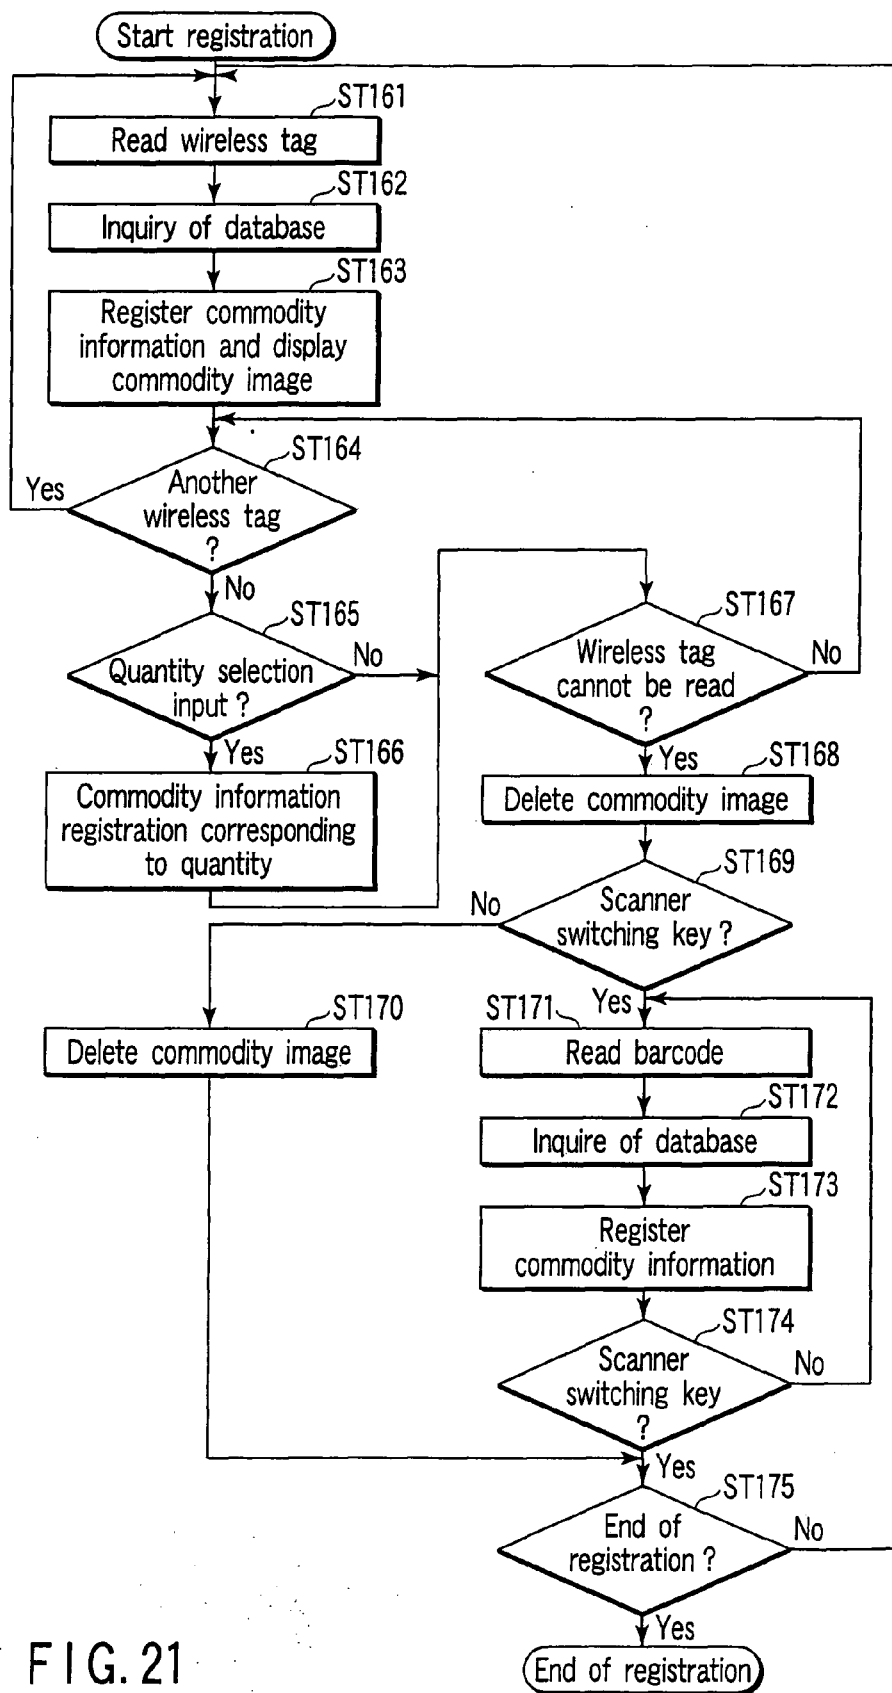 Start registration
ST161
Read wireless tag
ST162
Inquiry of database
ST163
Register commodity
information and display
commodity image
ST164
Yes
Another
wireless tag
?
No
ST165
No
Quantity selection
input ?
Yes
ST166
Commodity information
registration corresponding
to quantity
ST167
Wireless tag
cannot be read
?
No
Yes
ST168
Delete commodity image
ST169
No
Scanner
switching key ?
Yes
ST170
Delete commodity image
ST171
Read barcode
ST172
Inquire of database
ST173
Register
commodity information
ST174
Scanner
switching key
?
No
Yes
ST175
End of
registration ?
No
Yes
End of registration
FIG. 21